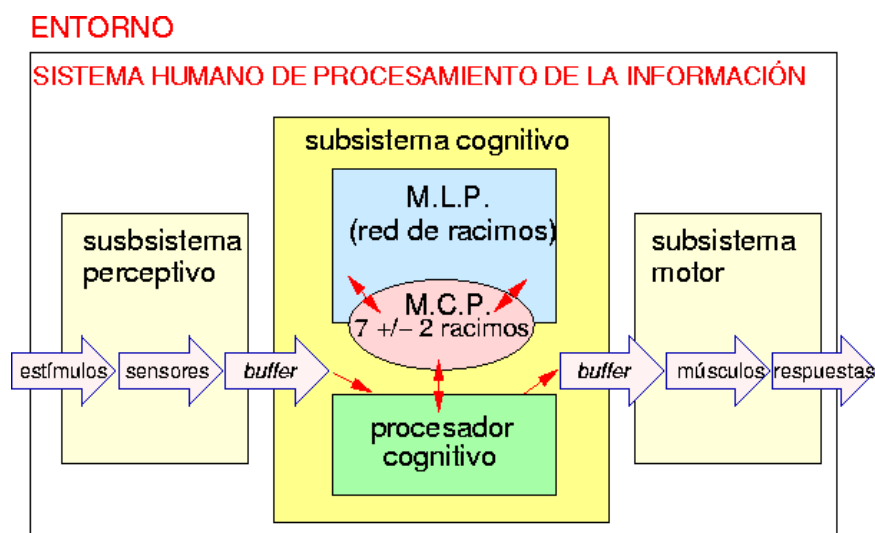 ENTORNO
SISTEMA HUMANO DE PROCESAMIENTO DE LA INFORMACIÓN
subsistema cognitivo
M.L.P.
(red de racimos)
susbsistema
perceptivo
subsistema
motor
M.C.P.
7 +/− 2 racimos
estímulos
sensores
buffer
buffer
músculos
respuestas
procesador
cognitivo